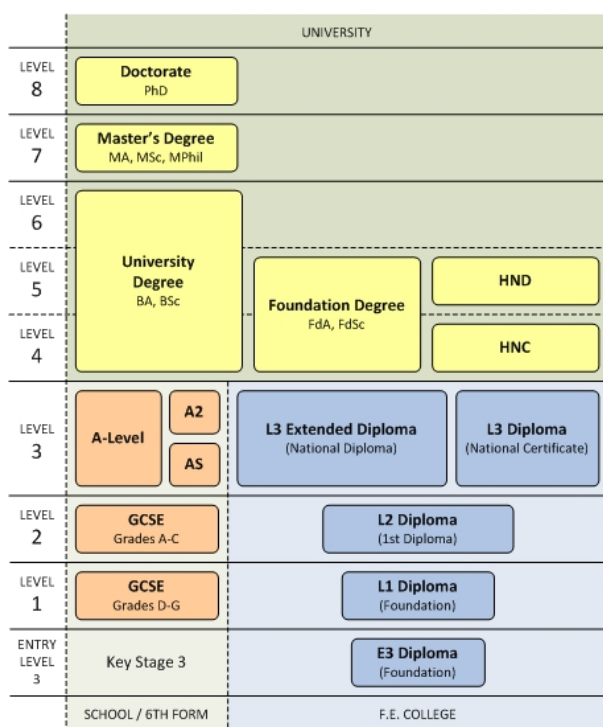 UNIVERSITY
LEVEL
8
Doctorate
PhD
LEVEL
7
Master's Degree
MA, MSc, MPhil
LEVEL
6
LEVEL
5
University
Degree
BA, BSc
Foundation Degree
FdA, FdSc
HND
LEVEL
4
HNC
LEVEL
3
A-Level
A2
AS
L3 Extended Diploma
(National Diploma)
L3 Diploma
(National Certificate)
LEVEL
2
GCSE
Grades A-C
L2 Diploma
(1st Diploma)
LEVEL
1
GCSE
Grades D-G
L1 Diploma
(Foundation)
ENTRY
LEVEL
3
Key Stage 3
E3 Diploma
(Foundation)
SCHOOL / 6TH FORM
F.E. COLLEGE